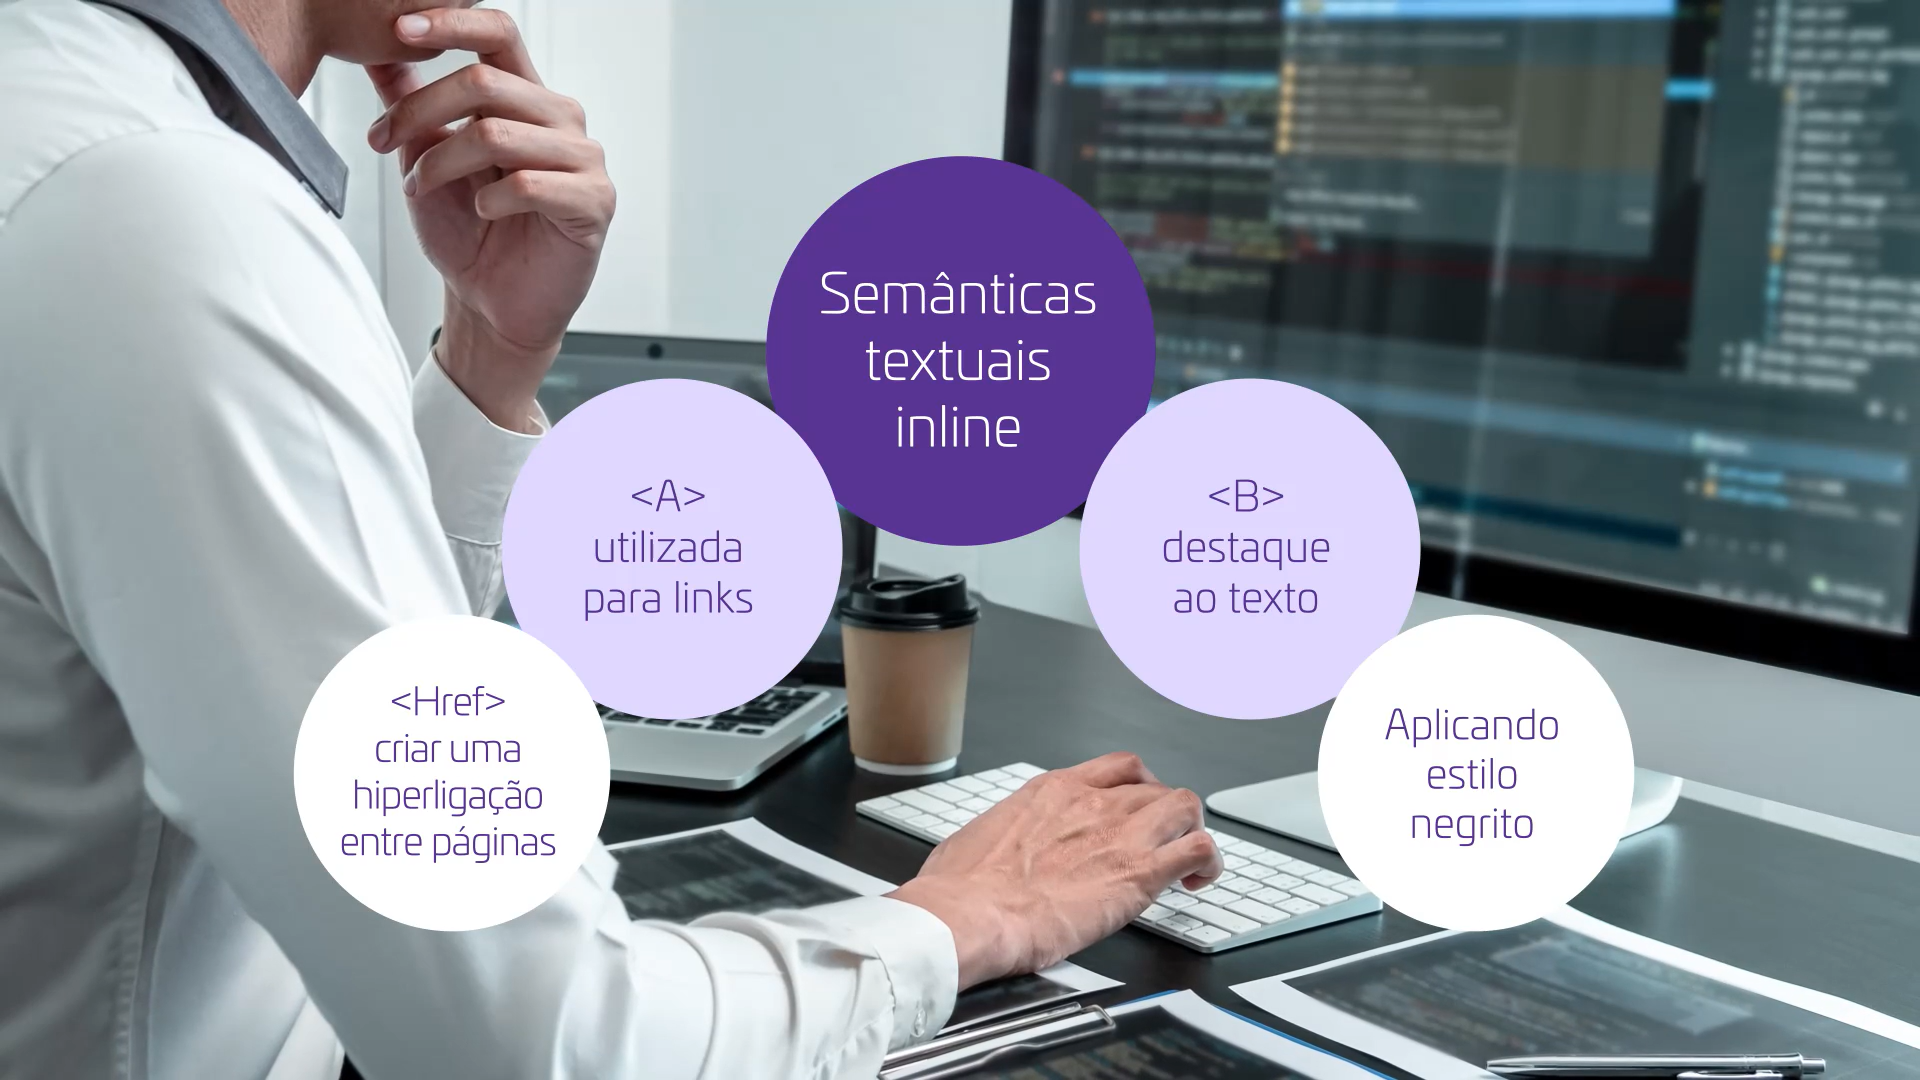 Semânticas
textuais
inline
<A>
utilizada
para links
<B>
destaque
ao texto
<Href>
criar uma
hiperligação
entre páginas
Aplicando
estilo
negrito